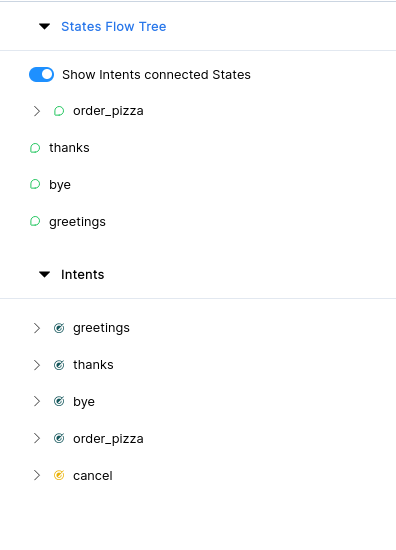 States Flow Tree
Show Intents connected States
order_pizza
thanks
bye
greetings
Intents
greetings
thanks
bye
order_pizza
cancel